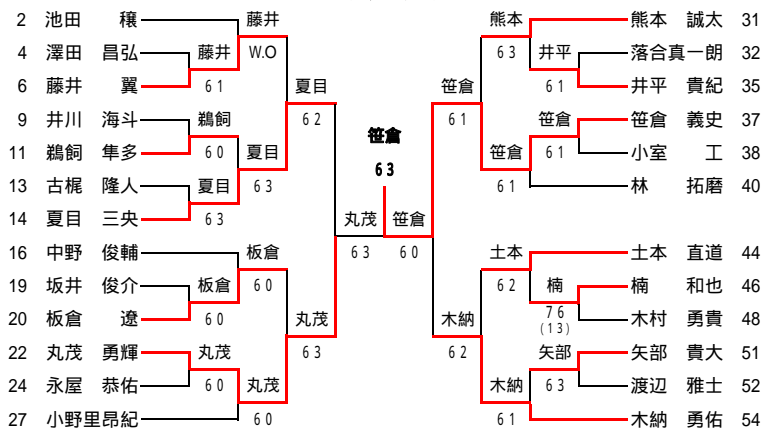 2 池田 穣 藤井 熊本 熊本 誠太 31
4 澤田 昌弘 藤井 W.O 63 井平 落合真一朗 32
6 藤井 翼 61 夏目 笹倉 61 井平 貴紀 35
9 井川 海斗 鵜飼 62 笹倉 61 笹倉 笹倉 義史 37
11 鵜飼 隼多 60 夏目 63 笹倉 61 小室 工 38
13 古梶 隆人 夏目 63 61 林 拓磨 40
14 夏目 三央 63 丸茂 笹倉
16 中野 俊輔 板倉 63 60 土本 土本 直道 44
19 坂井 俊介 板倉 60 62 楠 楠 和也 46
20 板倉 遼 60 丸茂 木納 76 (13) 木村 勇貴 48
22 丸茂 勇輝 丸茂 63 62 矢部 矢部 貴大 51
24 永屋 恭佑 60 丸茂 木納 63 渡辺 雅士 52
27 小野里昂紀 60 61 木納 勇佑 54